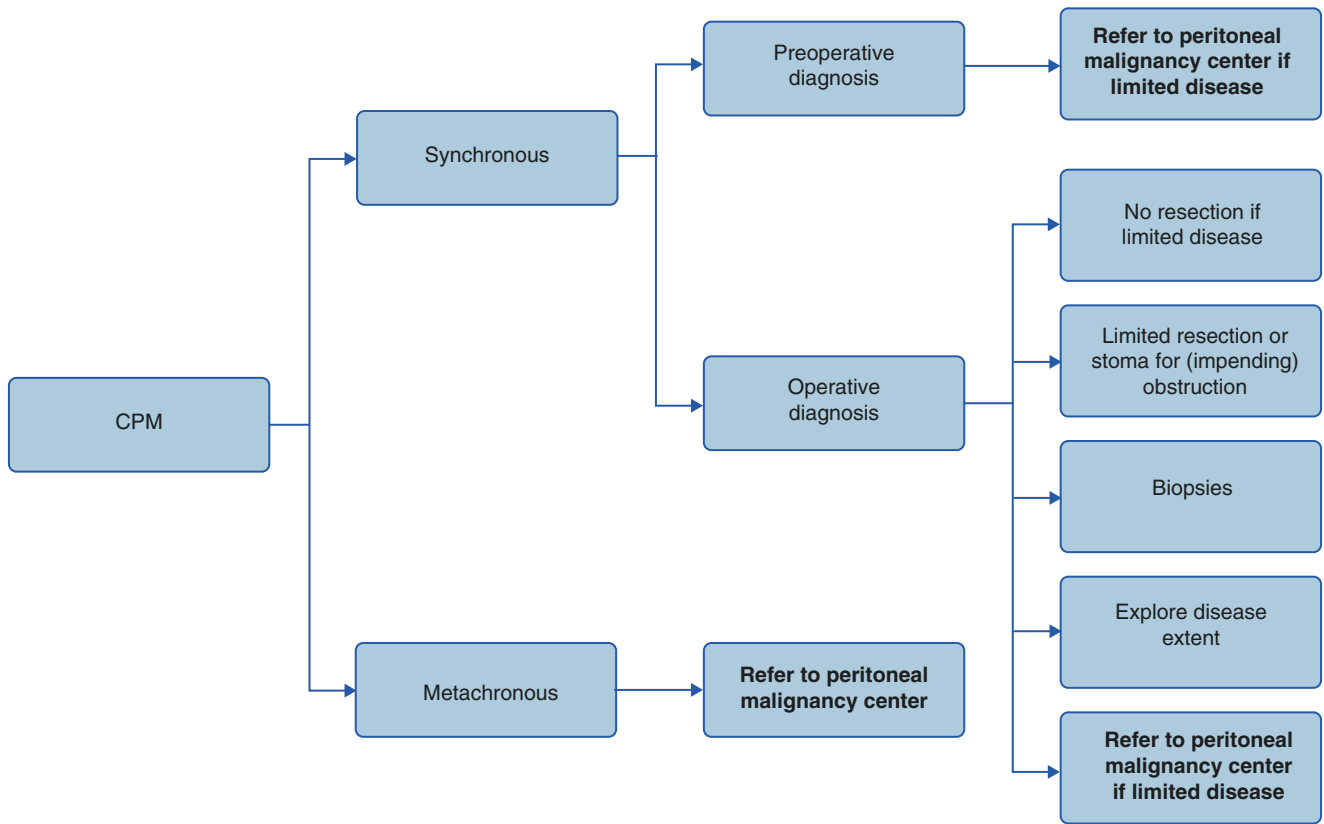 CPM
Synchronous
Metachronous
Preoperative
diagnosis
Operative
diagnosis
Refer to peritoneal
malignancy center
Refer to peritoneal
malignancy center if
limited disease
No resection if
limited disease
Limited resection or
stoma for (impending)
obstruction
Biopsies
Explore disease
extent
Refer to peritoneal
malignancy center
if limited disease